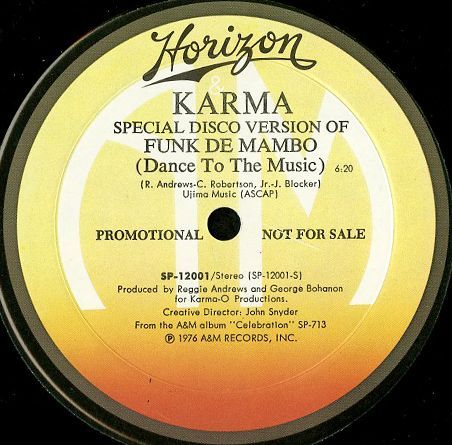 Horizon
&
KARMA
SPECIAL DISCO VERSION OF
FUNK DE MAMBO
(Dance To The Music) 6:20
(R. Andrews-C. Robertson, Jr.-J. Blocker)
Ujima Music (ASCAP)
PROMOTIONAL NOT FOR SALE
SP-12001/Stereo (SP-12001-S)
Produced by Reggie Andrews and George Bohanon
for Karma-O Productions.
Creative Director: John Snyder
From the A&M album "Celebration" SP-713
℗ 1976 A&M RECORDS, INC.